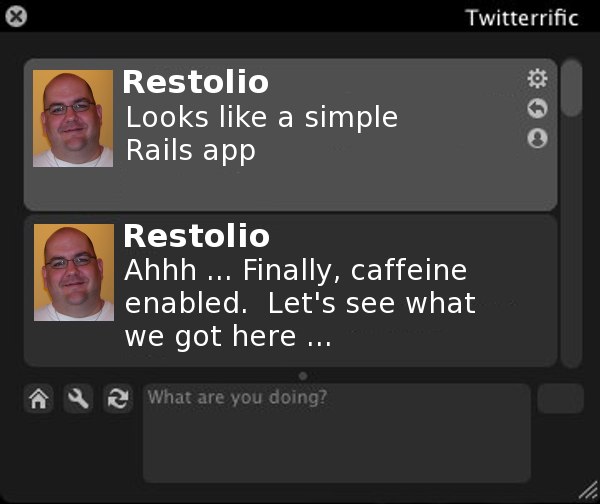 Twitterrific
Restolio
Looks like a simple
Rails app
Restolio
Ahhh ... Finally, caffeine
enabled.  Let's see what
we got here ...
What are you doing?